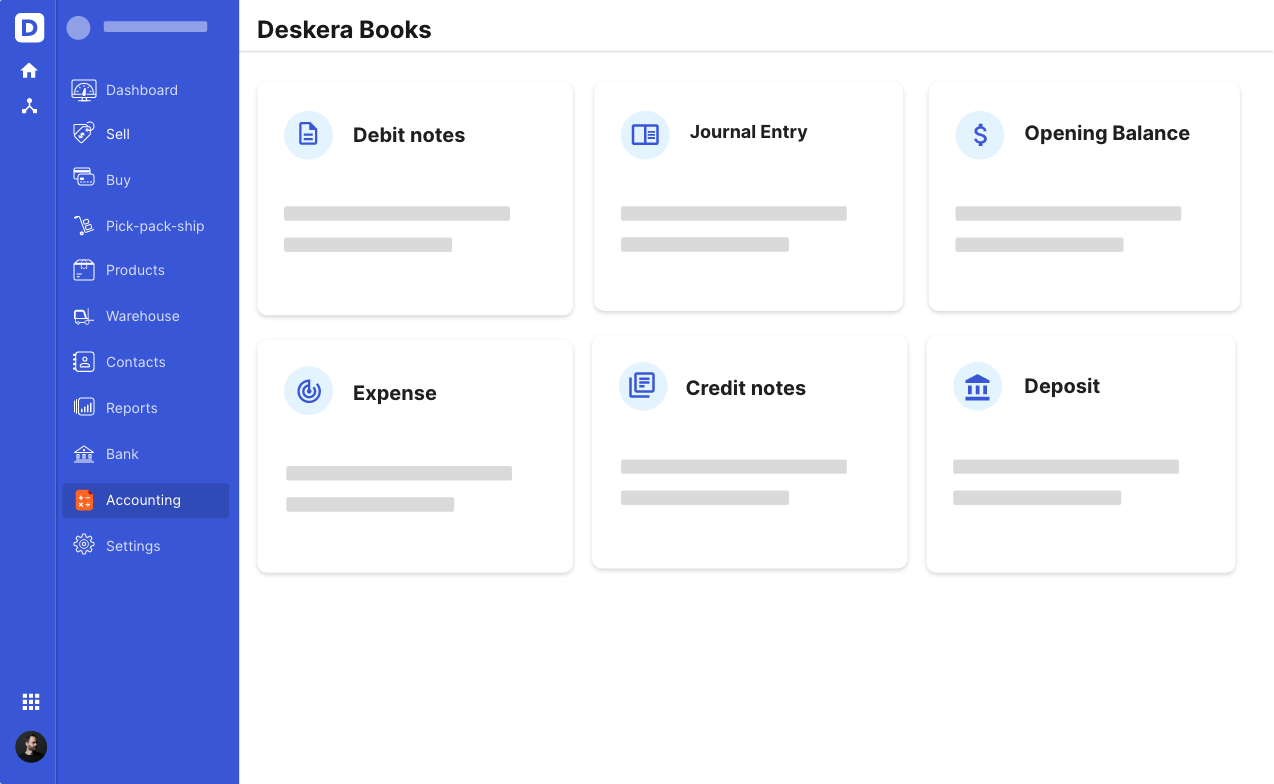 D
Deskera Books
Dashboard
Sell
Buy
Pick-pack-ship
Products
Warehouse
Contacts
Reports
Bank
Accounting
Settings
Debit notes
Journal Entry
Opening Balance
Expense
Credit notes
Deposit